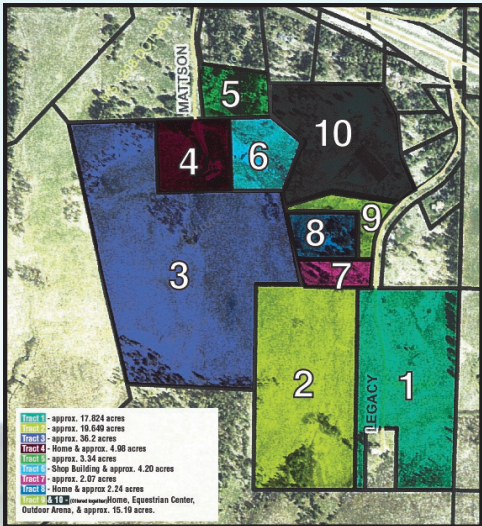 MATTSON
5
10
4
6
9
8
3
7
2
1
LEGACY
Tract 1 - approx. 17.824 acres
Tract 2 - approx. 19.649 acres
Tract 3 - approx. 36.2 acres
Tract 4 - Home & approx. 4.98 acres
Tract 5 - approx. 3.34 acres
Tract 6 - Shop Building & approx. 4.20 acres
Tract 7 - approx. 2.07 acres
Tract 8 - Home & approx 2.24 acres
Tract 9 & 10 - (Offered together) Home, Equestrian Center,
Outdoor Arena, & approx. 15.19 acres.